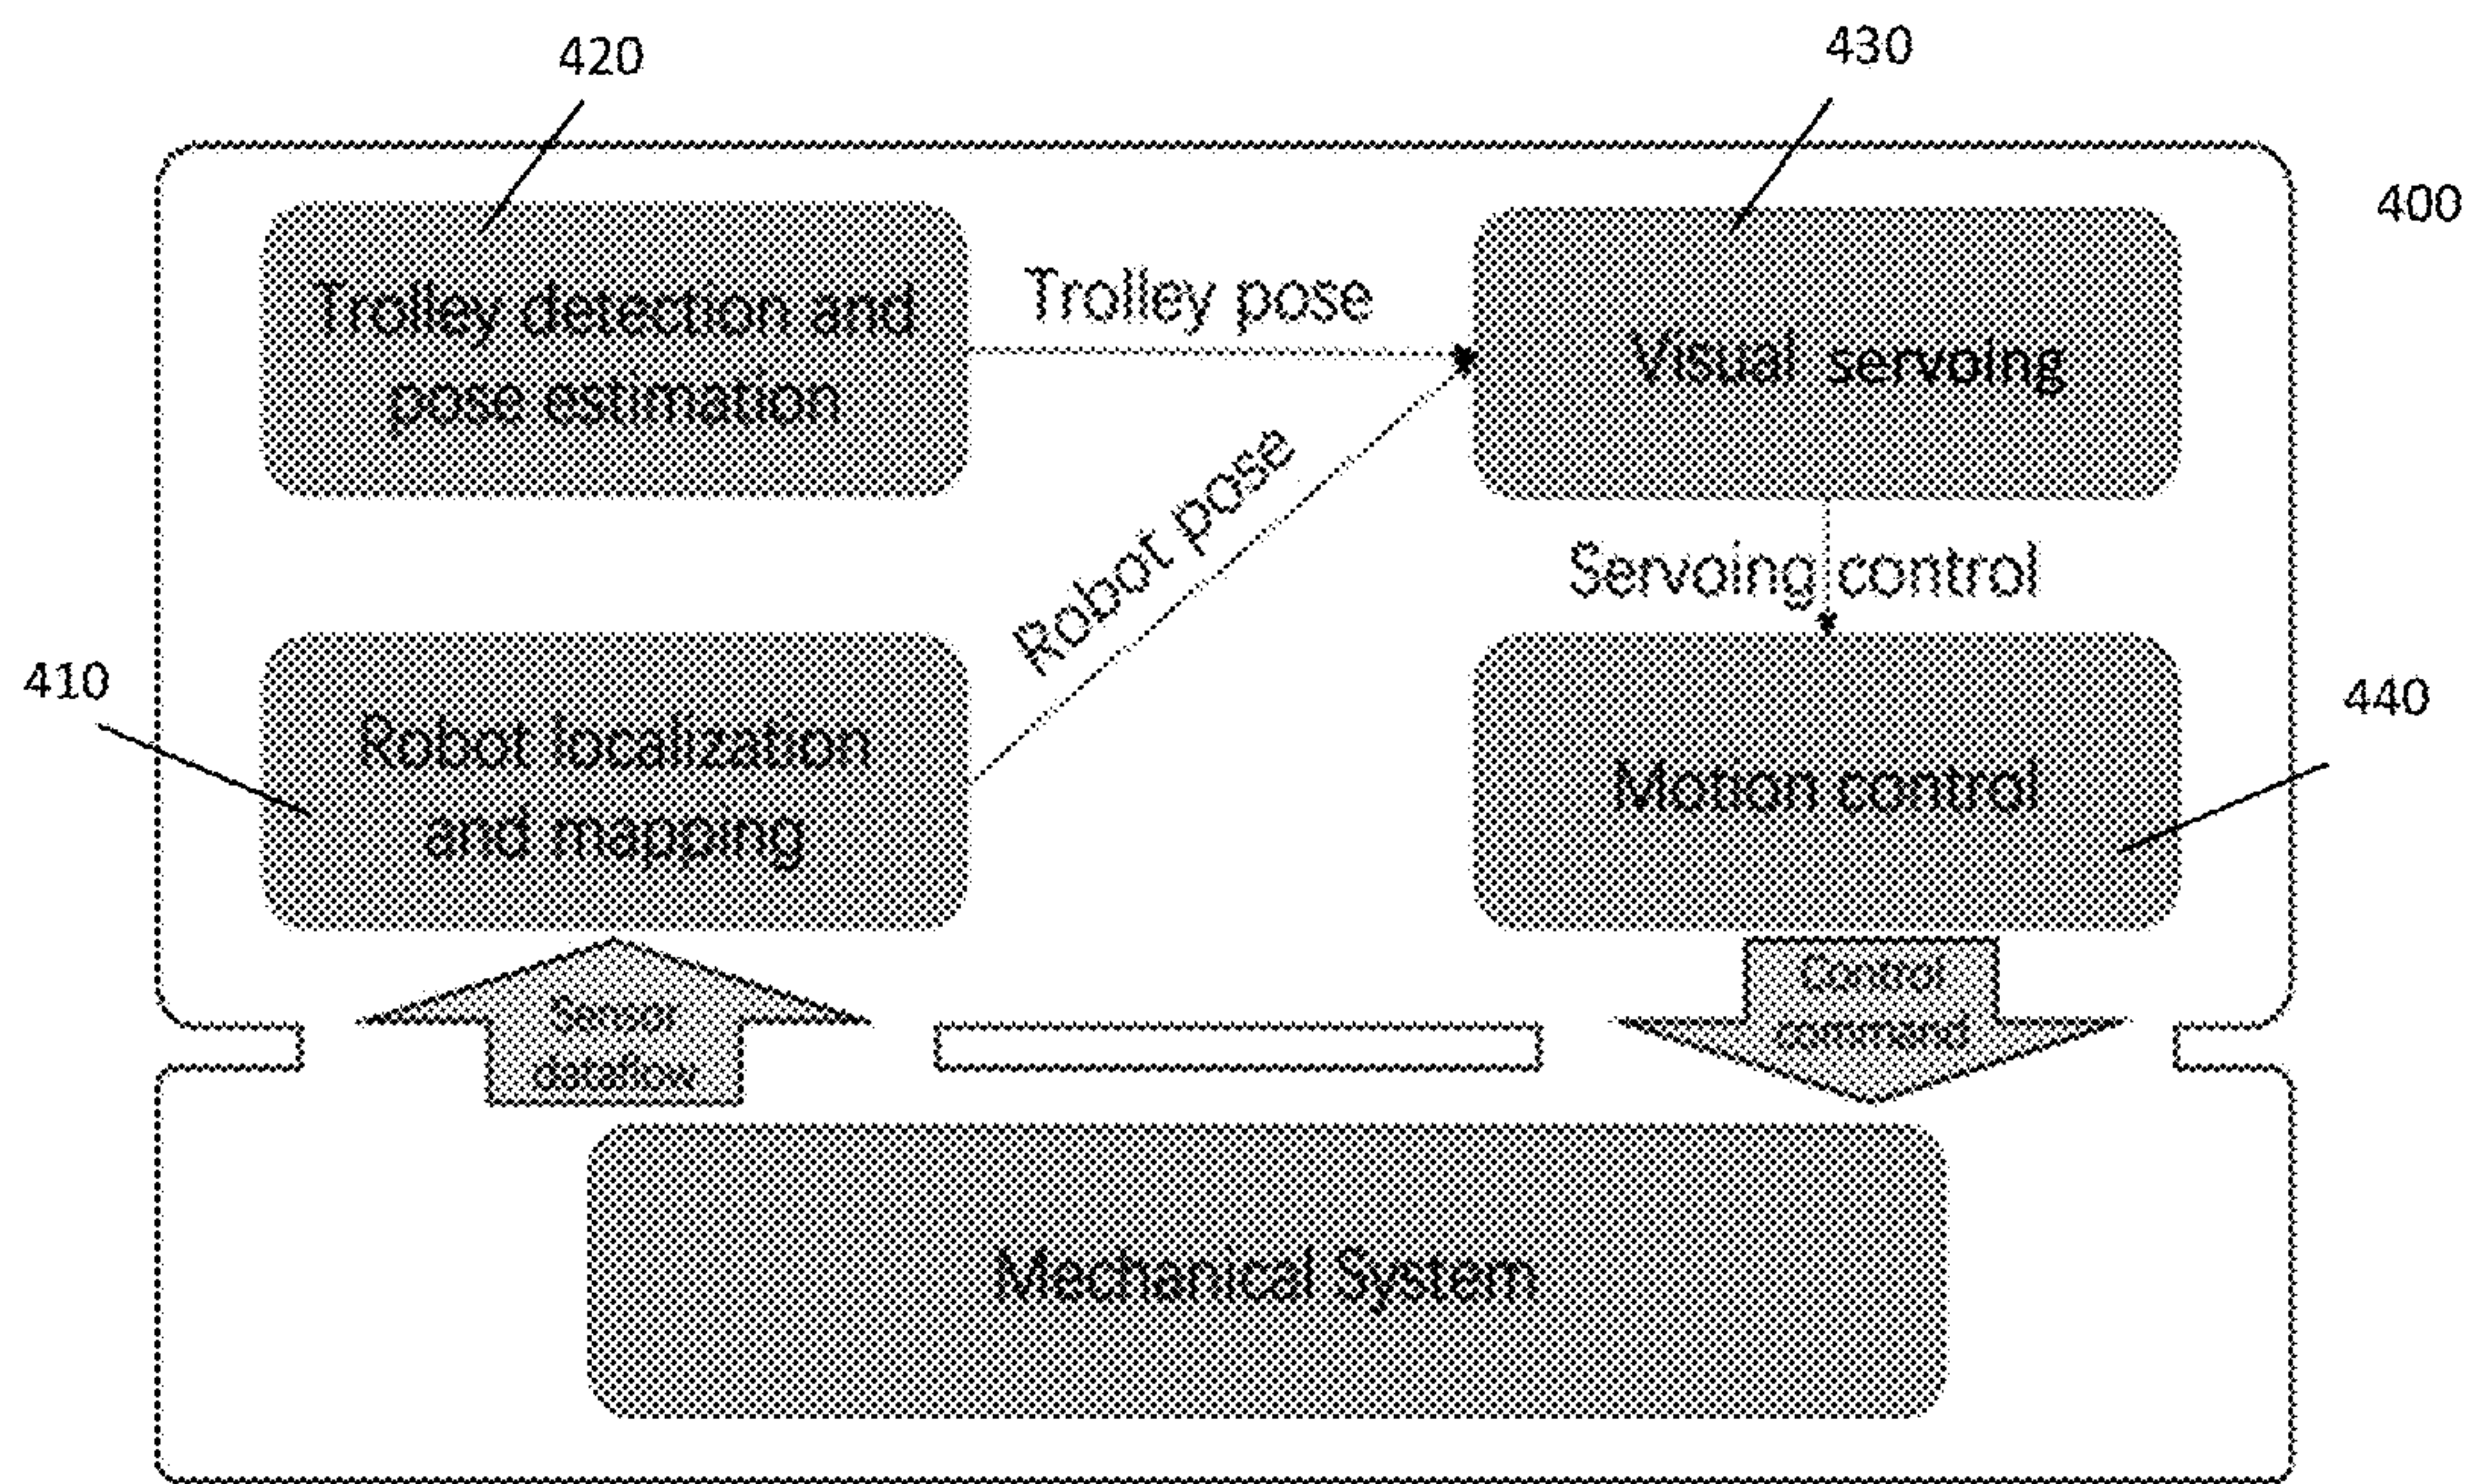 420
430
400
Trolley detection and
pose estimation
Trolley pose
Visual servoing
Robot pose
Servoing control
410
Robot localization
and mapping
Motion control
440
Sensor
dataflow
Control
command
Mechanical System